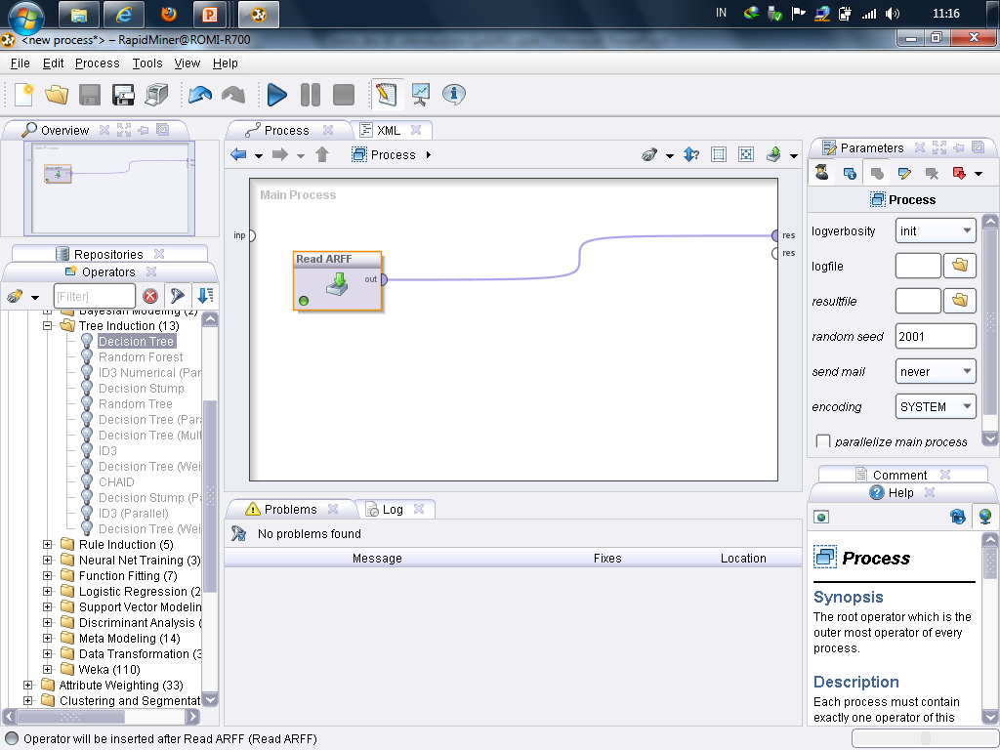 IN
11:16
<new process*> – RapidMiner@ROMI-R700
File Edit Process Tools View Help
Overview
Process
XML
Process
Parameters
Process
Main Process
inp
res
res
Read ARFF
out
logverbosity init
logfile
resultfile
random seed 2001
send mail never
encoding SYSTEM
parallelize main process
Repositories
Operators
[Filter]
Bayesian Modeling (2)
Tree Induction (13)
Decision Tree
Random Forest
ID3 Numerical (Par
Decision Stump
Random Tree
Decision Tree (Par
Decision Tree (Mult
ID3
Decision Tree (Wei
CHAID
Decision Stump (P
ID3 (Parallel)
Decision Tree (Wei
Rule Induction (5)
Neural Net Training (3)
Function Fitting (7)
Logistic Regression (2
Support Vector Modelin
Discriminant Analysis (
Meta Modeling (14)
Data Transformation (3
Weka (110)
Attribute Weighting (33)
Clustering and Segmentat
Problems
Log
No problems found
Message Fixes Location
Comment
Help
Process
Synopsis
The root operator which is the
outer most operator of every
process.
Description
Each process must contain
exactly one operator of this
Operator will be inserted after Read ARFF (Read ARFF)